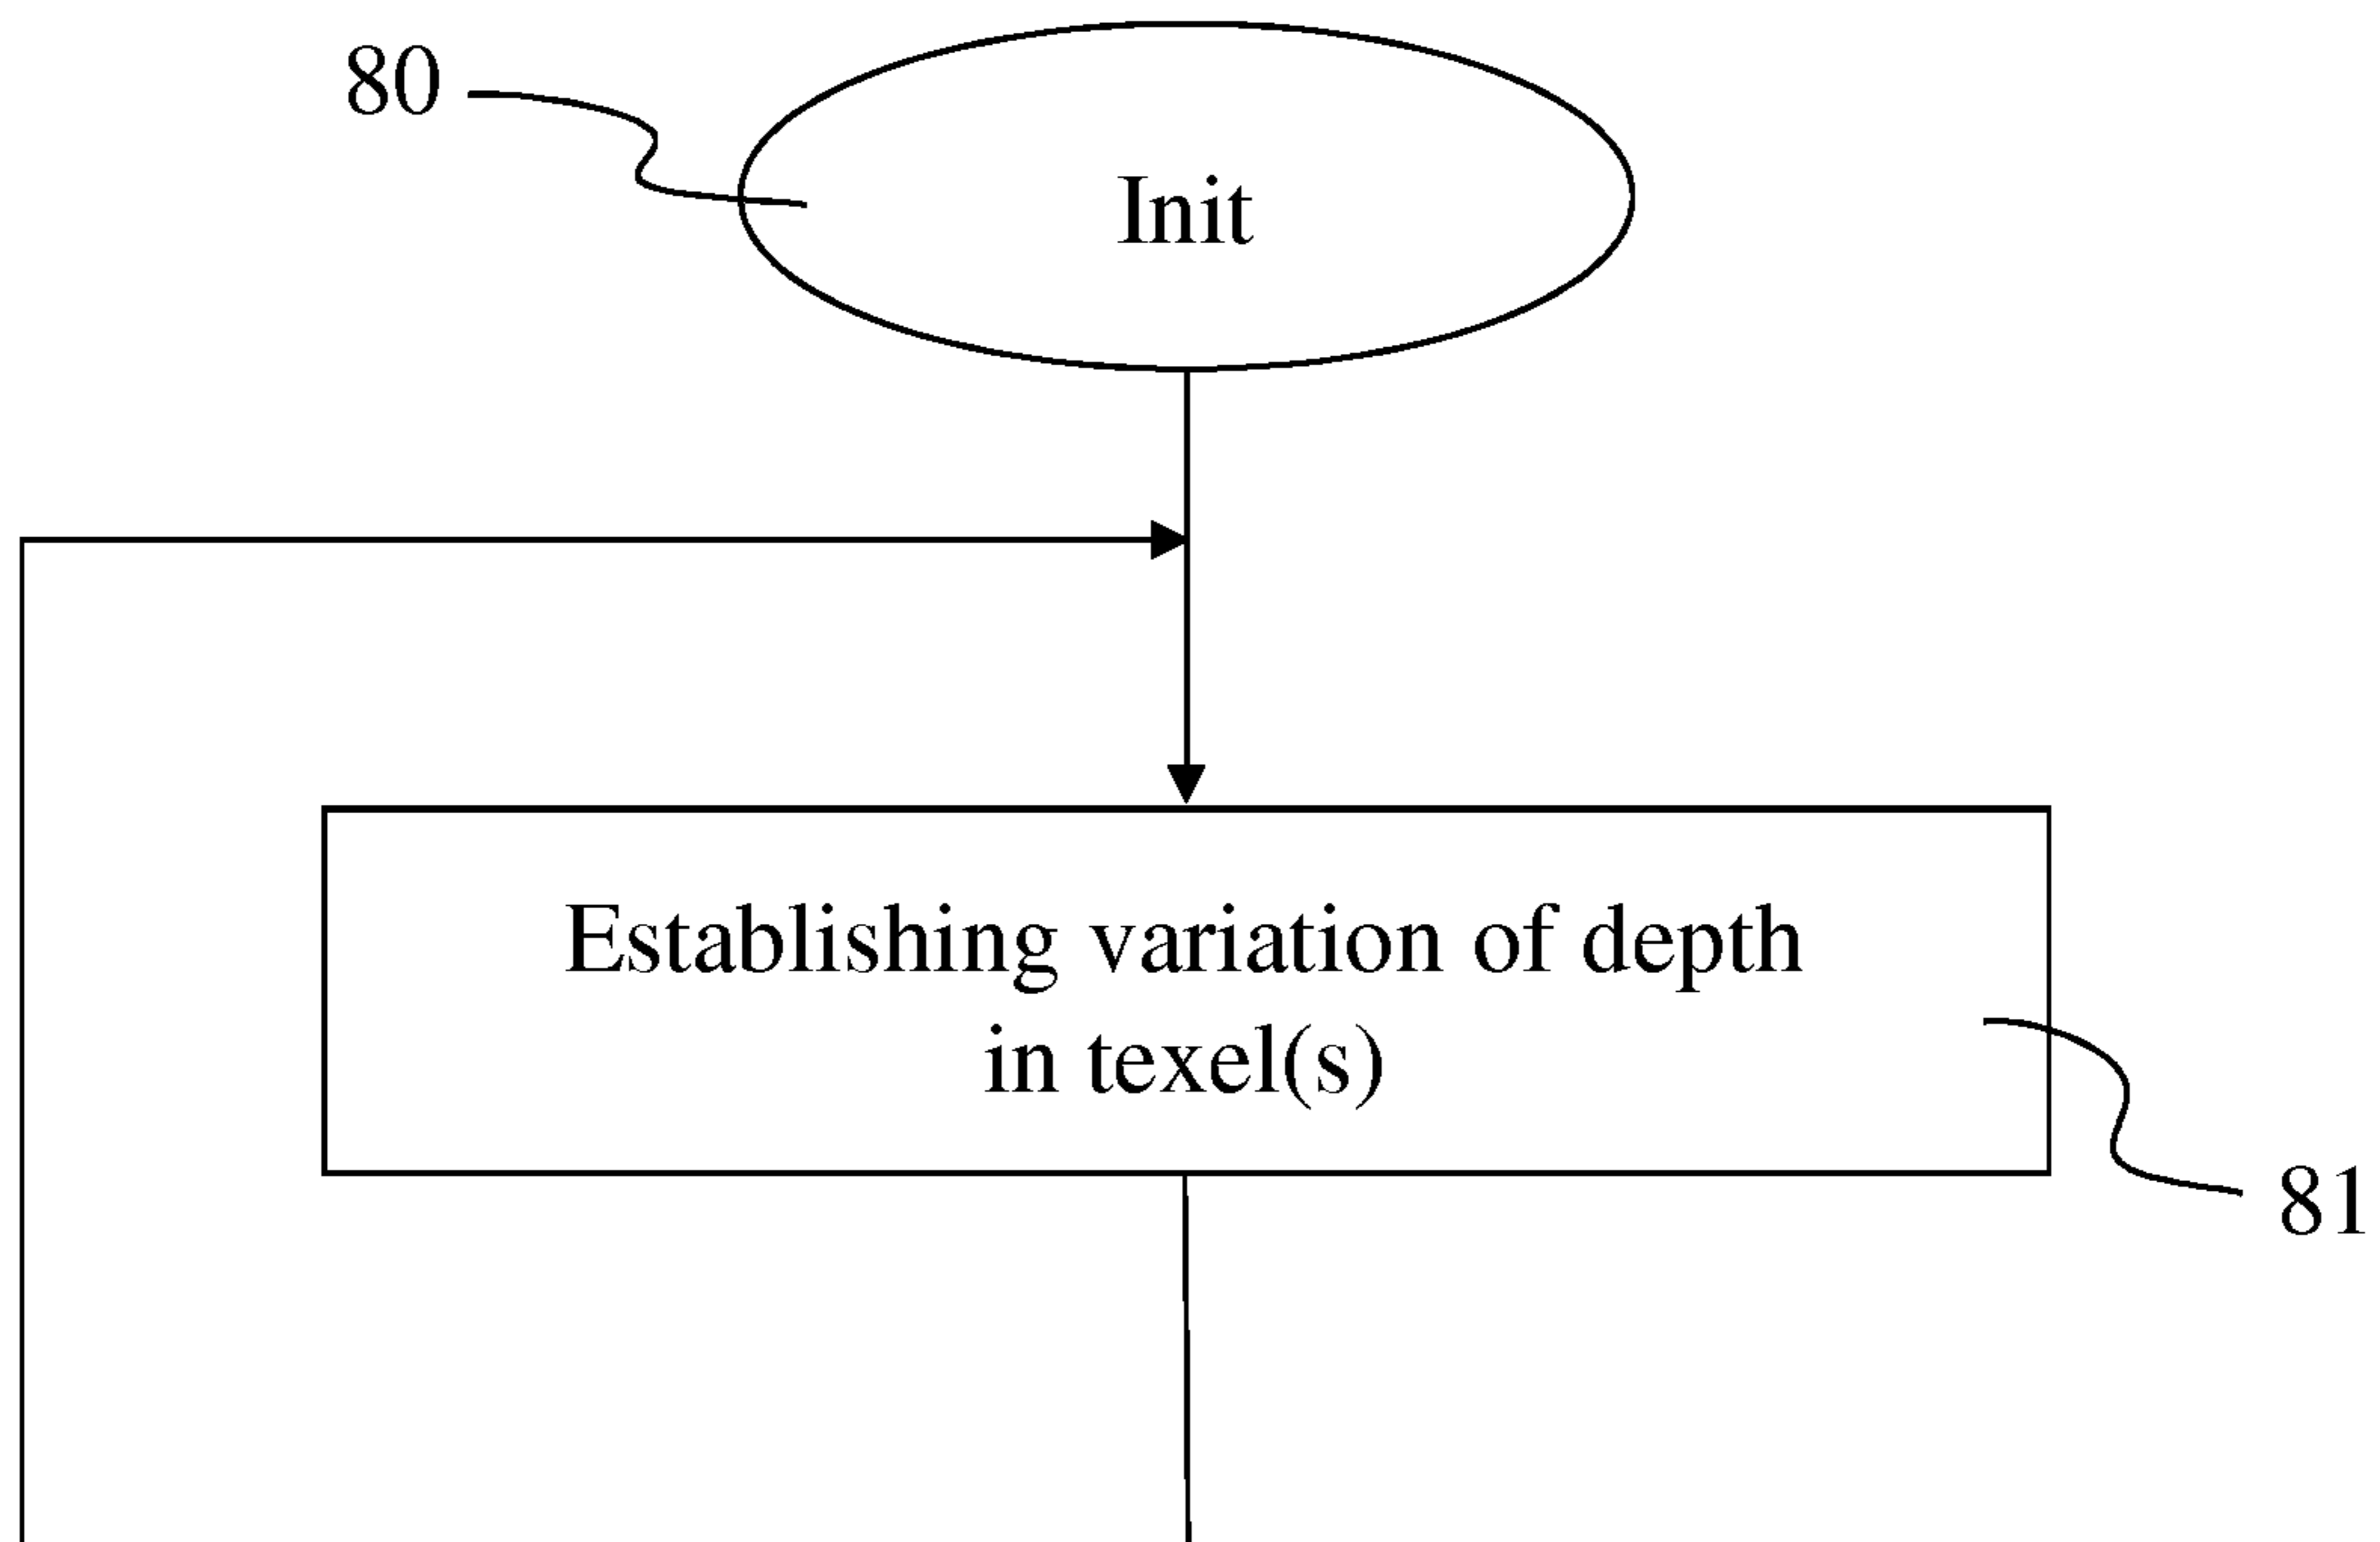 80
Init
Establishing variation of depth
in texel(s)
81